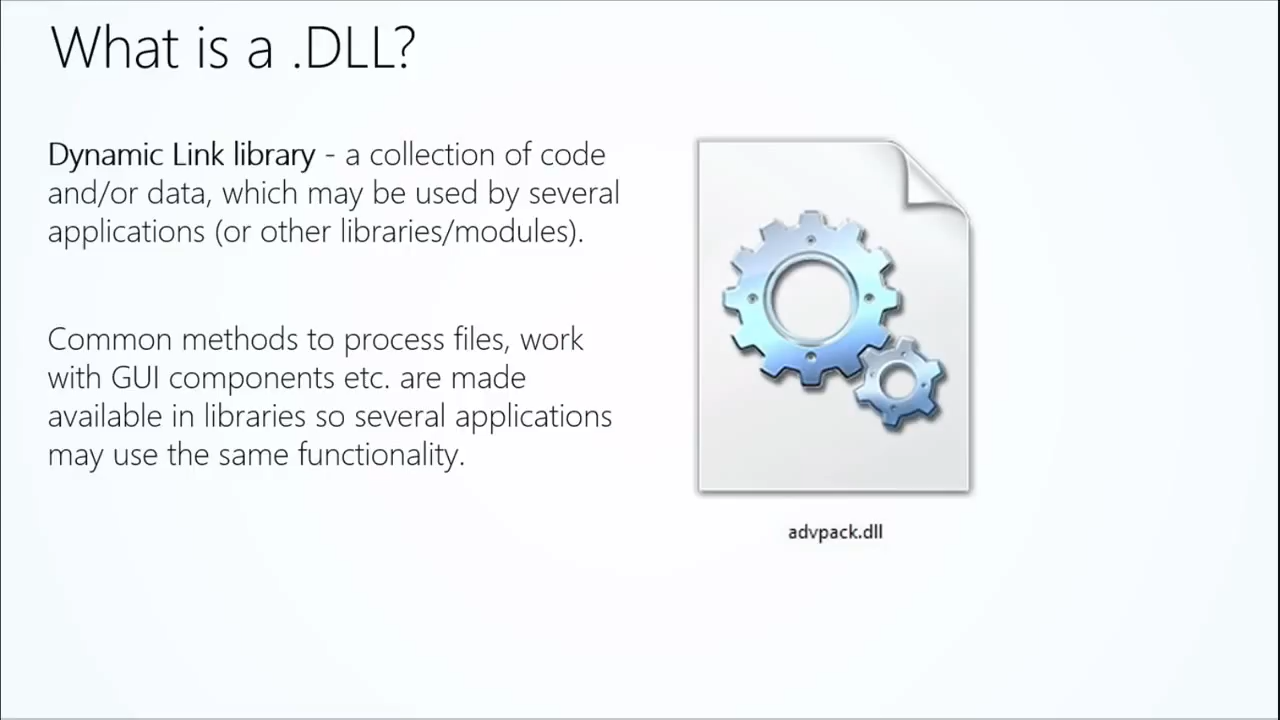 What is a .DLL?
Dynamic Link library - a collection of code
and/or data, which may be used by several
applications (or other libraries/modules).
Common methods to process files, work
with GUI components etc. are made
available in libraries so several applications
may use the same functionality.
advpack.dll